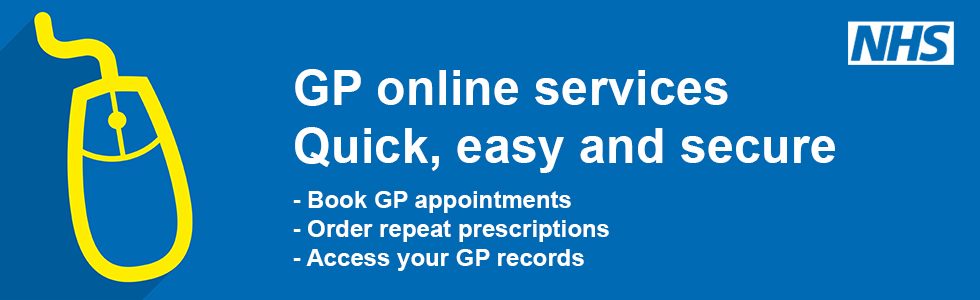 NHS
GP online services
Quick, easy and secure
- Book GP appointments
- Order repeat prescriptions
- Access your GP records